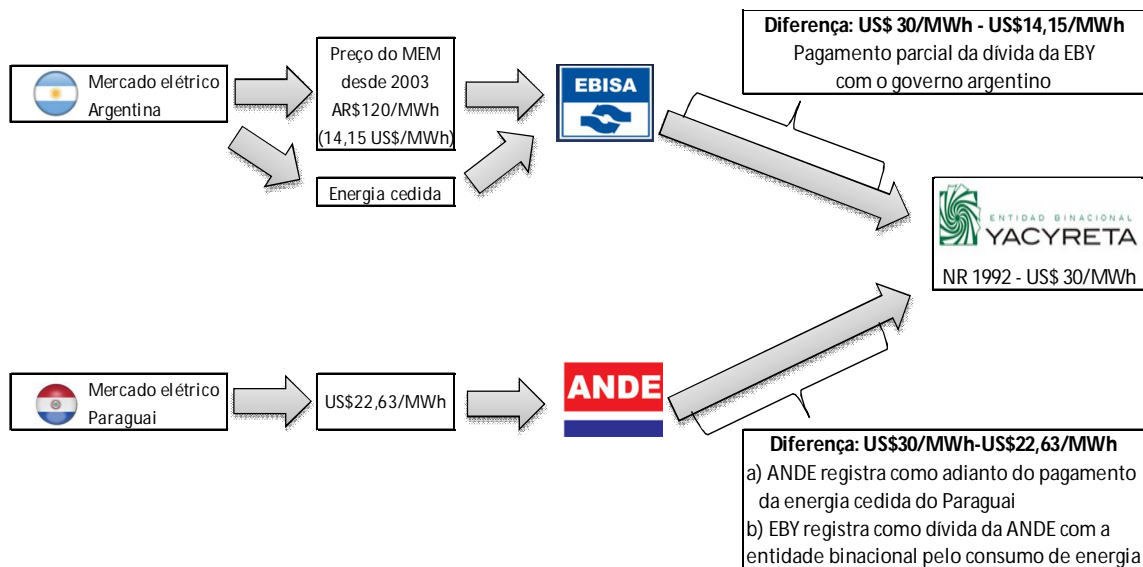 Diferença: US$ 30/MWh - US$14,15/MWh
Pagamento parcial da dívida da EBY
com o governo argentino
Mercado elétrico
Argentina
Preço do MEM
desde 2003
AR$120/MWh
(14,15 US$/MWh)
EBISA
Energia cedida
ENTIDAD BINACIONAL
YACYRETA
NR 1992 - US$ 30/MWh
Mercado elétrico
Paraguai
US$22,63/MWh
ANDE
Diferença: US$30/MWh-US$22,63/MWh
a) ANDE registra como adianto do pagamento
da energia cedida do Paraguai
b) EBY registra como dívida da ANDE com a
entidade binacional pelo consumo de energia